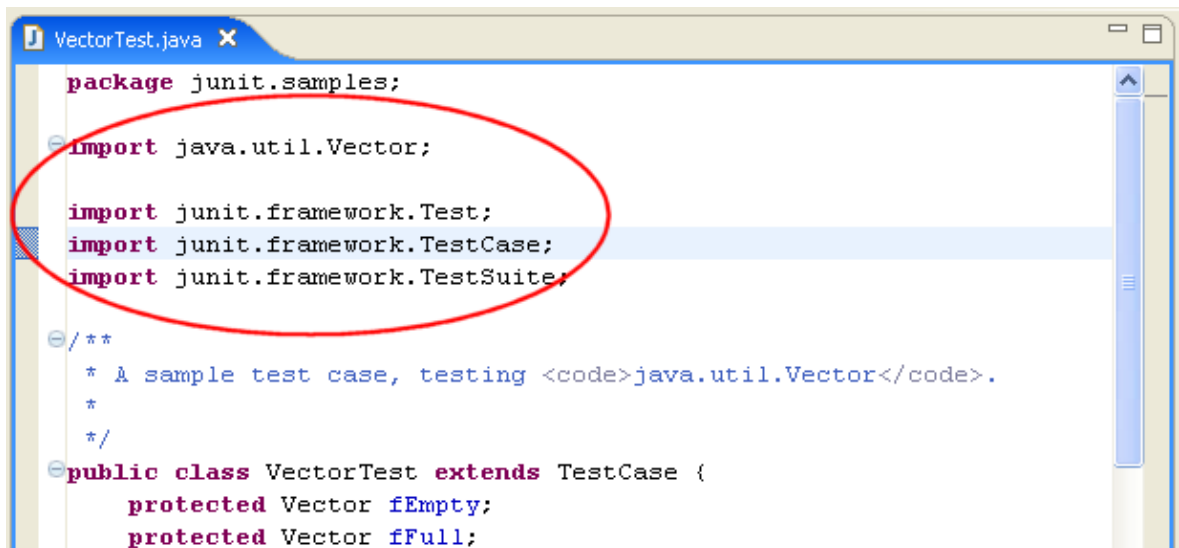 VectorTest.java
package junit.samples;
import java.util.Vector;
import junit.framework.Test;
import junit.framework.TestCase;
import junit.framework.TestSuite;
/**
* A sample test case, testing <code>java.util.Vector</code>.
*
*/
public class VectorTest extends TestCase {
protected Vector fEmpty;
protected Vector fFull;